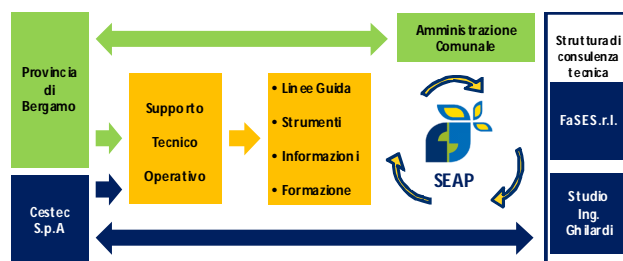 Provincia
di
Bergamo
Cestec
S.p.A
Supporto
Tecnico
Operativo
• Linee Guida
• Strumenti
• Informazioni
• Formazione
Amministrazione
Comunale
SEAP
Struttura di
consulenza
tecnica
FaSE S.r.l.
Studio
Ing.
Ghilardi